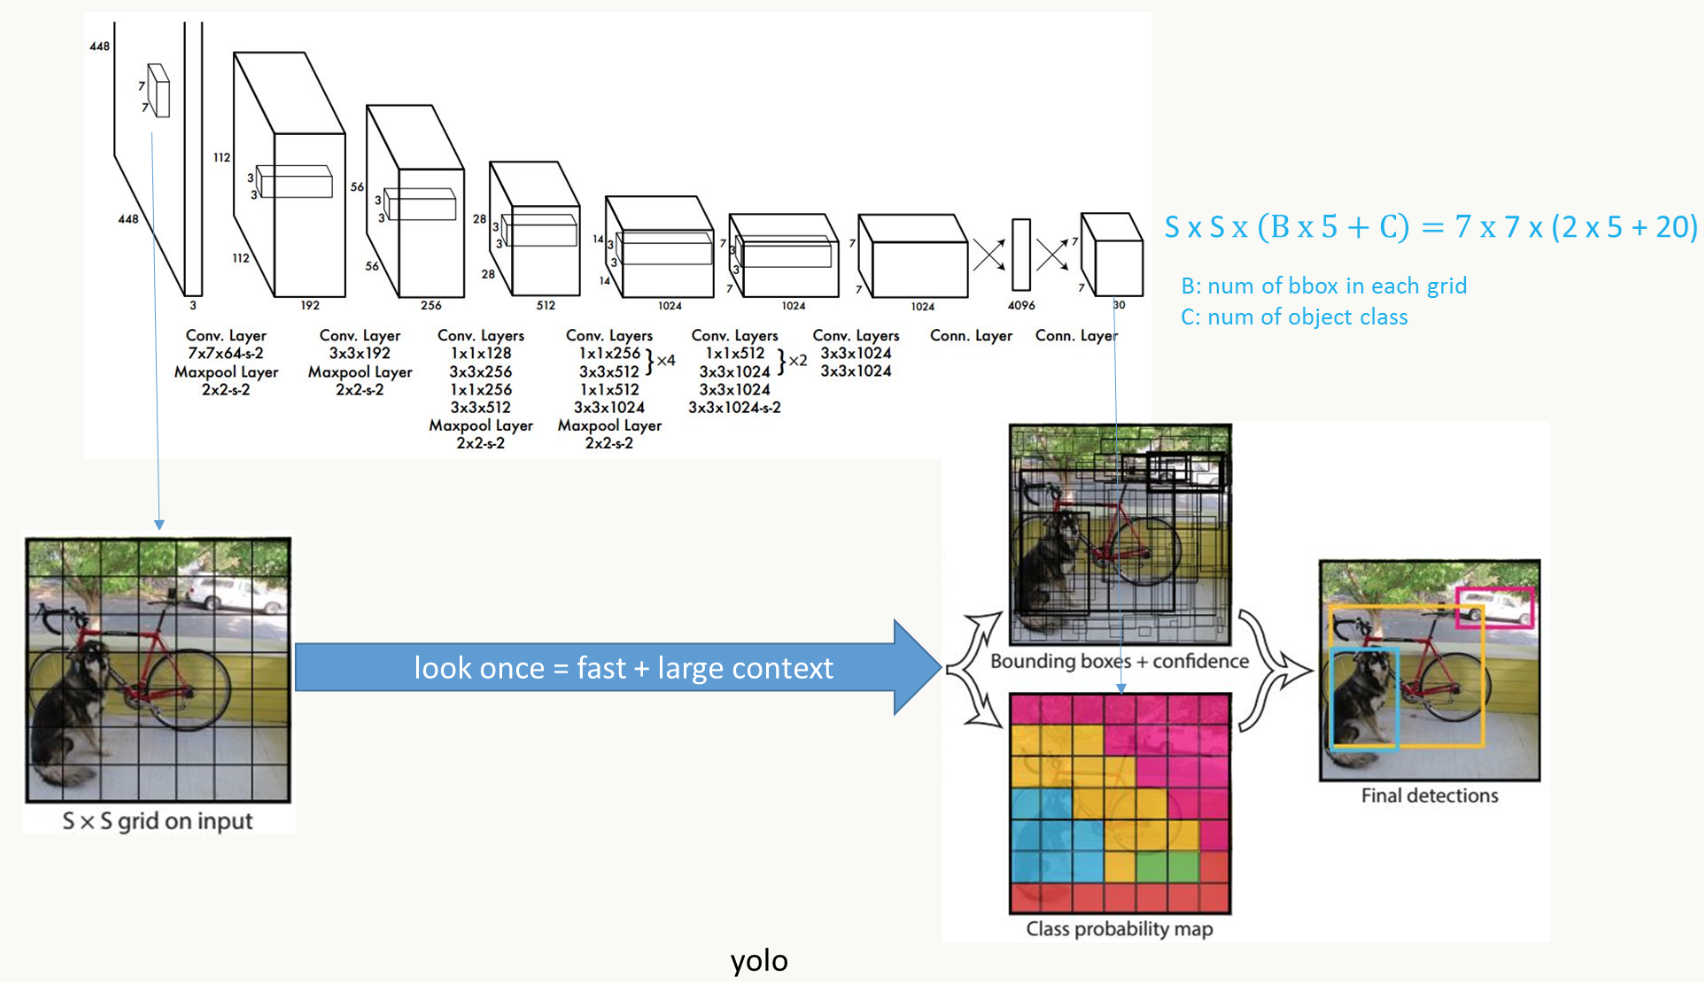 448
7
7
448
3
112
3
3
112
192
56
3
3
56
256
28
3
3
28
512
14
3
3
14
1024
7
3
3
7
1024
7
7
1024
4096
7
7
30
S x S x (B x 5 + C) = 7 x 7 x (2 x 5 + 20)
B: num of bbox in each grid
C: num of object class
Conv. Layer
7x7x64-s-2
Maxpool Layer
2x2-s-2
Conv. Layer
3x3x192
Maxpool Layer
2x2-s-2
Conv. Layers
1x1x128
3x3x256
1x1x256
3x3x512
Maxpool Layer
2x2-s-2
Conv. Layers
1x1x256
3x3x512
}×4
1x1x512
3x3x1024
Maxpool Layer
2x2-s-2
Conv. Layers
1x1x512
3x3x1024
}×2
3x3x1024
3x3x1024-s-2
Conv. Layers
3x3x1024
3x3x1024
Conn. Layer
Conn. Layer
S × S grid on input
look once = fast + large context
Bounding boxes + confidence
Class probability map
Final detections
yolo